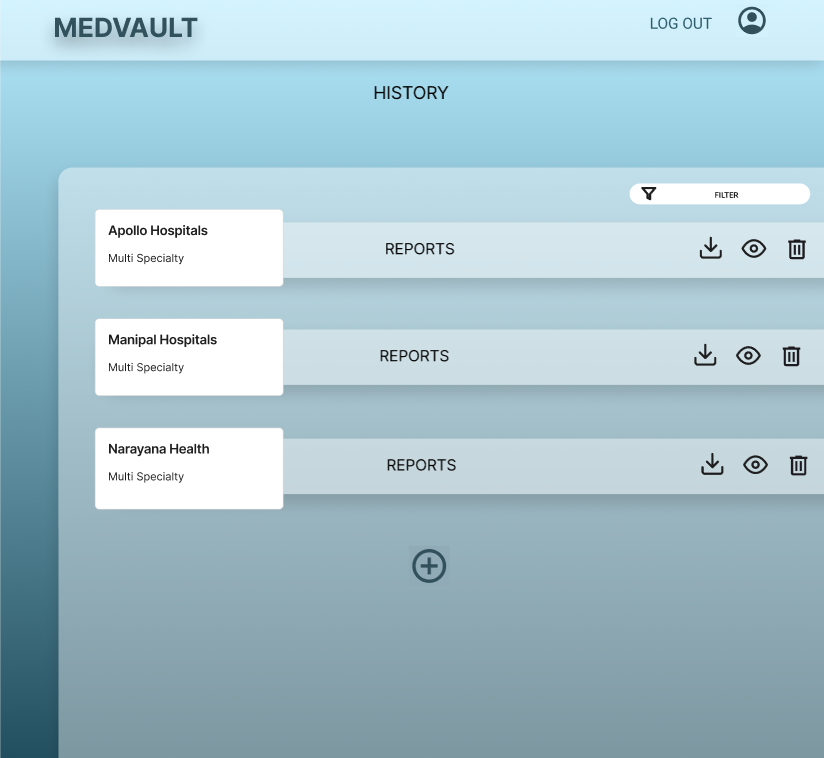 MEDVAULT
LOG OUT
HISTORY
FILTER
Apollo Hospitals
Multi Specialty
REPORTS
Manipal Hospitals
Multi Specialty
REPORTS
Narayana Health
Multi Specialty
REPORTS